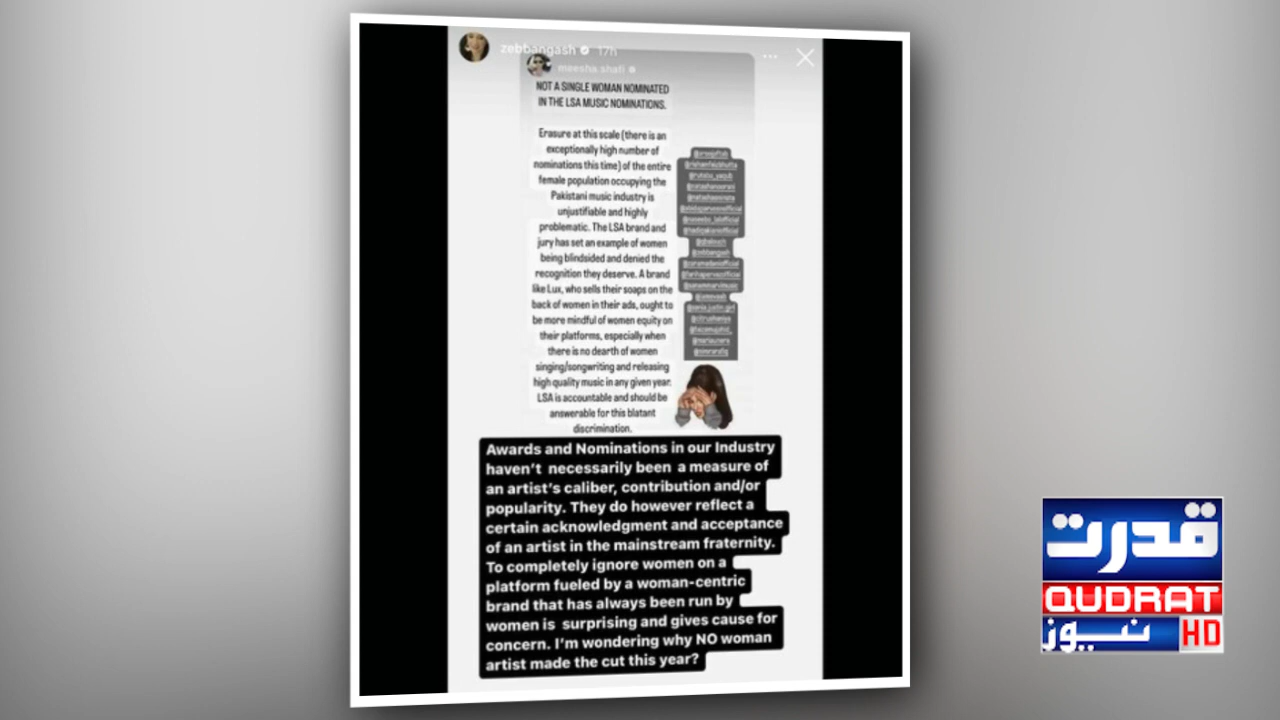 zebbangash 17h
meesha.shafi
NOT A SINGLE WOMAN NOMINATED
IN THE LSA MUSIC NOMINATIONS.
Erasure at this scale (there is an
exceptionally high number of
nominations this time) of the entire
female population occupying the
Pakistani music industry is
unjustifiable and highly
problematic. The LSA brand and
jury has set an example of women
being blindsided and denied the
recognition they deserve. A brand
like Lux, who sells their soaps on the
back of women in their ads, ought to
be more mindful of women equity on
their platforms, especially when
there is no dearth of women
singing/songwriting and releasing
high quality music in any given year.
LSA is accountable and should be
answerable for this blatant
discrimination.
@zebbangash
Awards and Nominations in our Industry
haven't necessarily been a measure of
an artist's caliber, contribution and/or
popularity. They do however reflect a
certain acknowledgment and acceptance
of an artist in the mainstream fraternity.
To completely ignore women on a
platform fueled by a woman-centric
brand that has always been run by
women is surprising and gives cause for
concern. I'm wondering why NO woman
artist made the cut this year?
قدرت
QUDRAT
نیوز HD